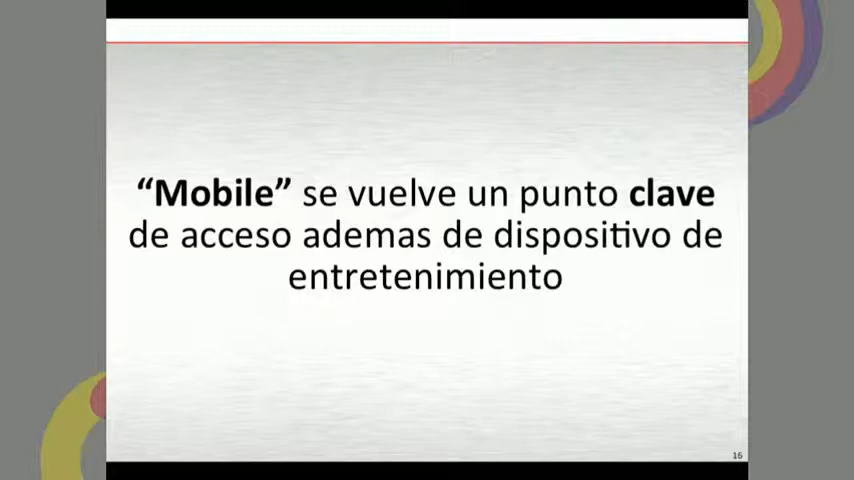 “Mobile” se vuelve un punto clave
de acceso ademas de dispositivo de
entretenimiento
16